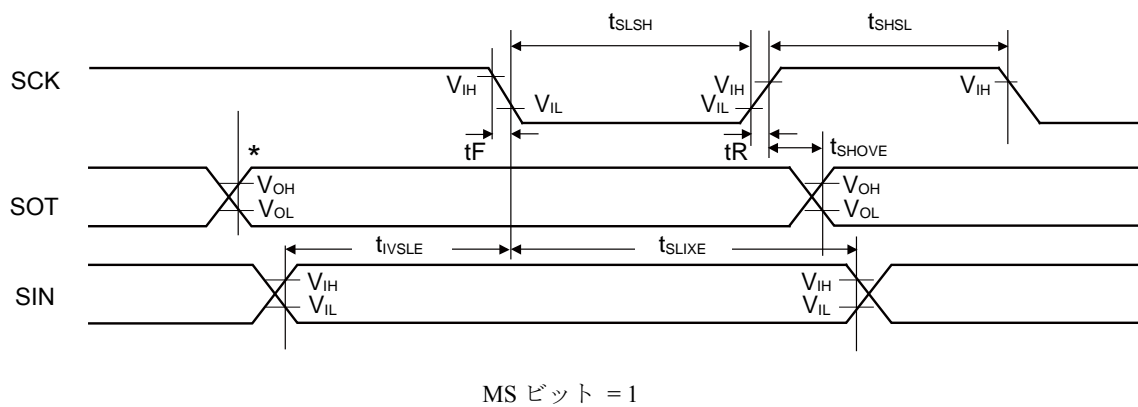 tSLSH tSHSL
SCK
VIH VIL VIH VIL VIH
tF tR tSHOVE
*
SOT
VOH VOL VOH VOL
tIVSLE tSLIXE
SIN
VIH VIL VIH VIL
MS ビット = 1